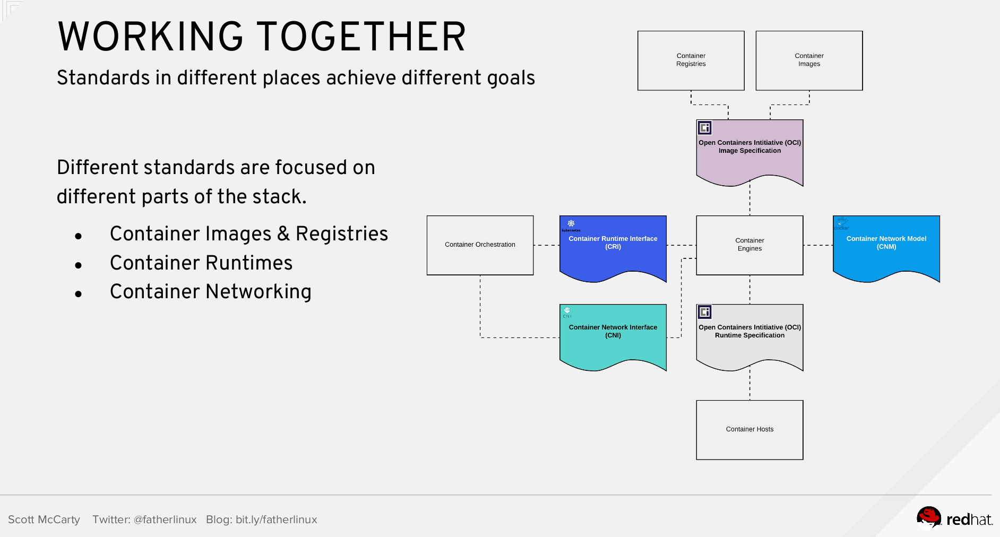 WORKING TOGETHER
Standards in different places achieve different goals
Different standards are focused on
different parts of the stack.
● Container Images & Registries
● Container Runtimes
● Container Networking
Container
Registries
Container
Images
Ci
Open Containers Intitiative (OCI)
Image Specification
Container Orchestration
kubernetes
Container Runtime Interface
(CRI)
Container
Engines
docker
Container Network Model
(CNM)
CNI
Container Network Interface
(CNI)
Ci
Open Containers Intitiative (OCI)
Runtime Specification
Container Hosts
Scott McCarty Twitter: @fatherlinux Blog: bit.ly/fatherlinux
redhat.